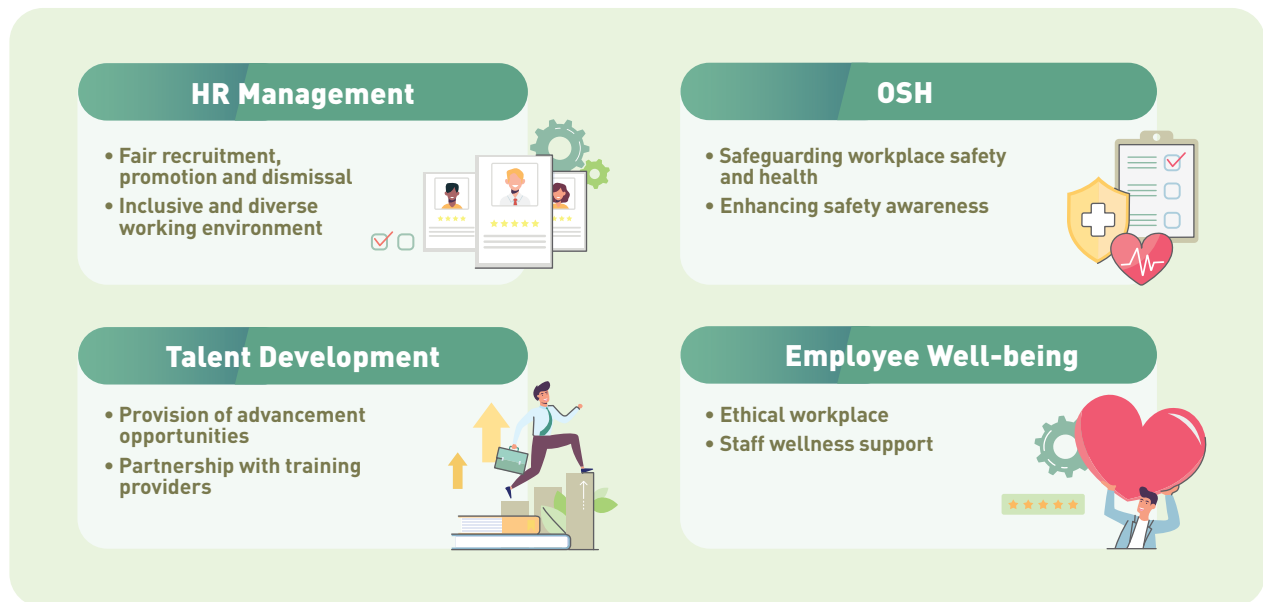 HR Management
• Fair recruitment,
promotion and dismissal
• Inclusive and diverse
working environment
OSH
• Safeguarding workplace safety
and health
• Enhancing safety awareness
Talent Development
• Provision of advancement
opportunities
• Partnership with training
providers
Employee Well-being
• Ethical workplace
• Staff wellness support